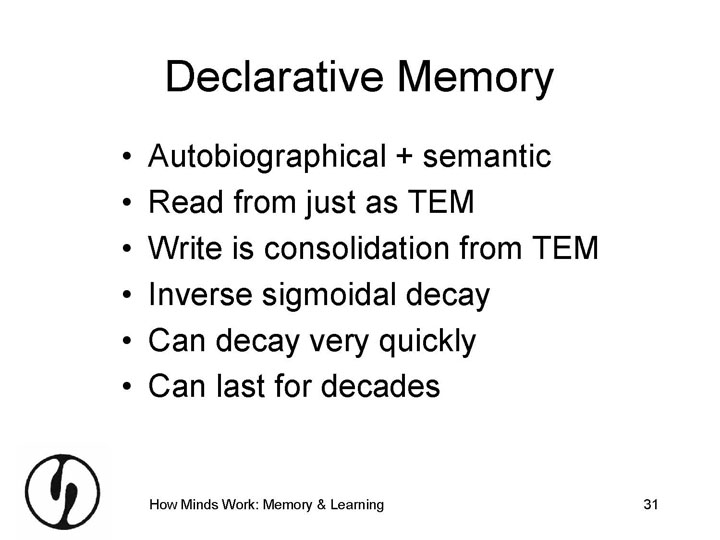 Declarative Memory
• Autobiographical + semantic
• Read from just as TEM
• Write is consolidation from TEM
• Inverse sigmoidal decay
• Can decay very quickly
• Can last for decades
How Minds Work: Memory & Learning
31